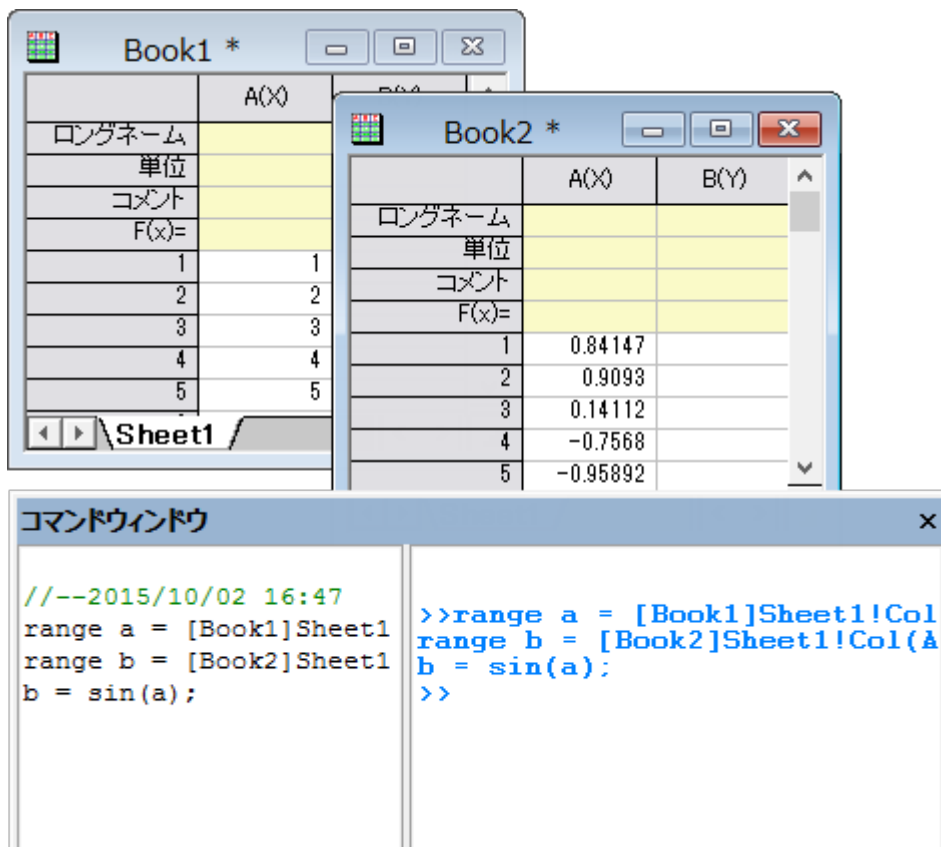 Book1 *
A(X)
ロングネーム
単位
コメント
F(x)=
1 1
2 2
3 3
4 4
5 5
Sheet1
Book2 *
A(X) B(Y)
ロングネーム
単位
コメント
F(x)=
1 0.84147
2 0.9093
3 0.14112
4 -0.7568
5 -0.95892
コマンドウィンドウ
//--2015/10/02 16:47
range a = [Book1]Sheet1
range b = [Book2]Sheet1
b = sin(a);
>>range a = [Book1]Sheet1!Col
range b = [Book2]Sheet1!Col(A
b = sin(a);
>>